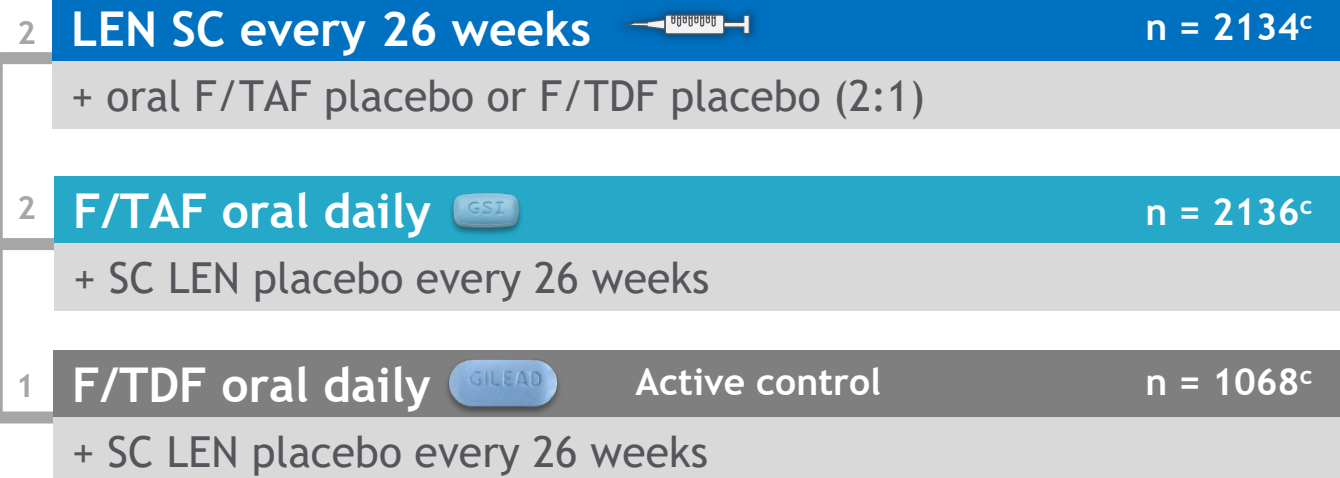 2 LEN SC every 26 weeks n = 2134ᶜ
+ oral F/TAF placebo or F/TDF placebo (2:1)
2 F/TAF oral daily GSI n = 2136ᶜ
+ SC LEN placebo every 26 weeks
1 F/TDF oral daily GILEAD Active control n = 1068ᶜ
+ SC LEN placebo every 26 weeks